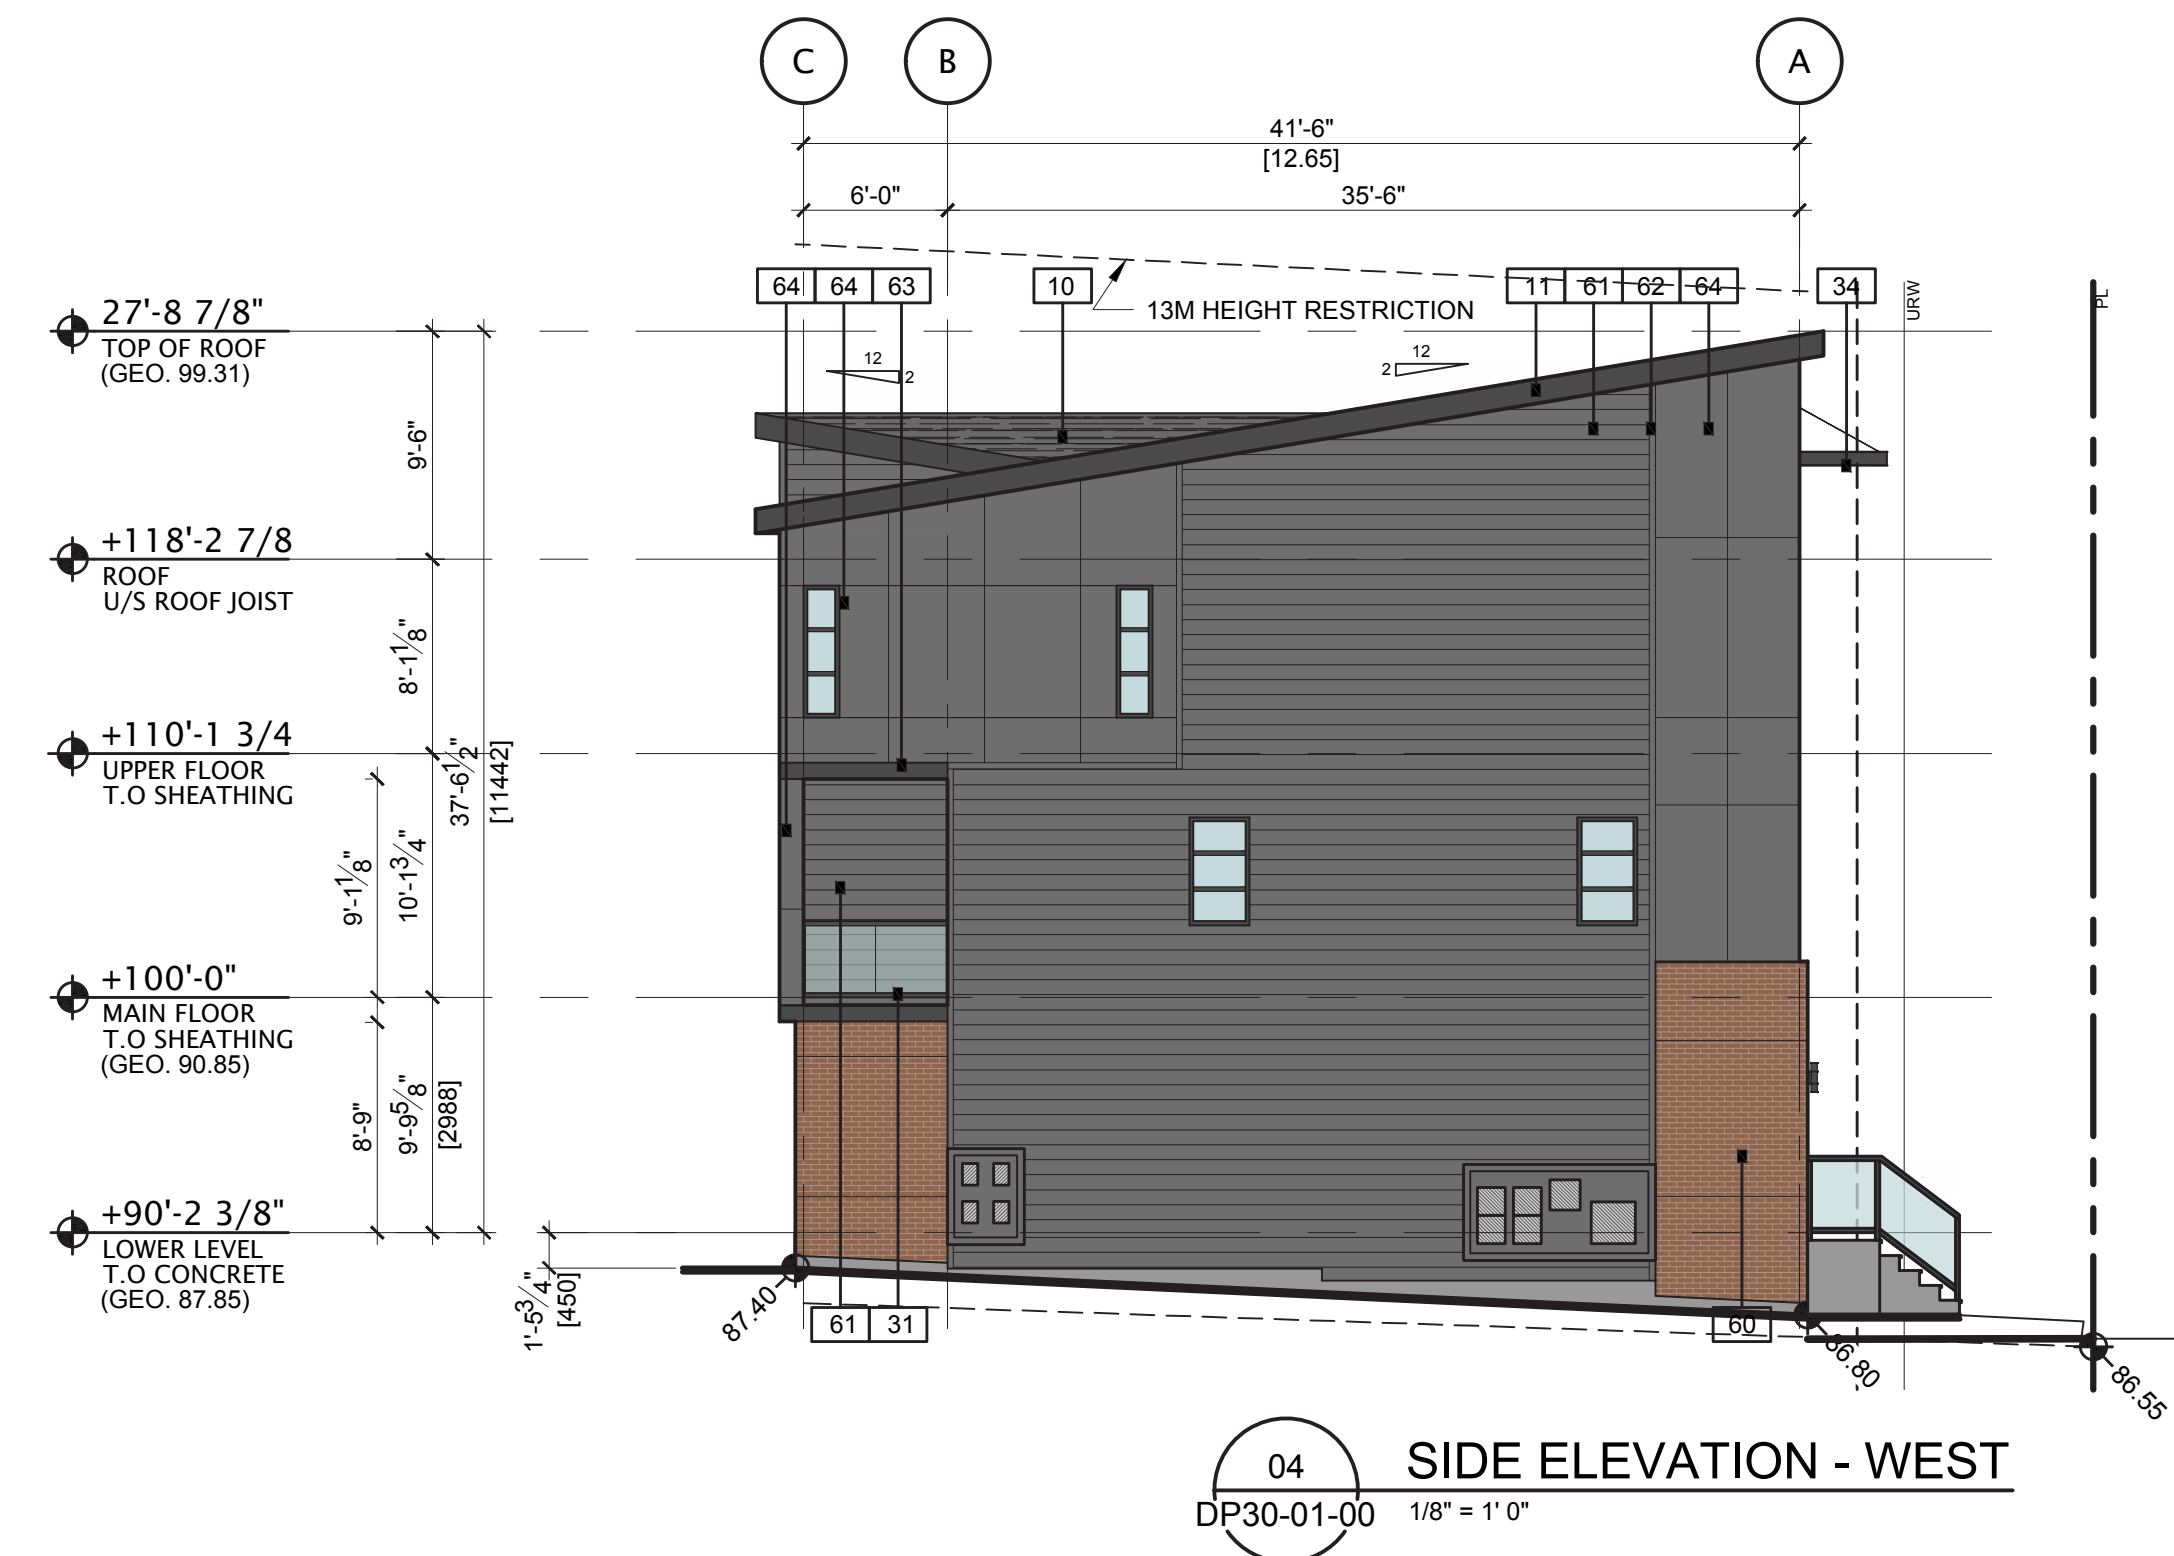 C B A
41'-6"
[12.65]
6'-0" 35'-6"
64 64 63 10 11 61 62 64 34
13M HEIGHT RESTRICTION
URW
PL
12
2
12
2
27'-8 7/8"
TOP OF ROOF
(GEO. 99.31)
9'-6"
+118'-2 7/8
ROOF
U/S ROOF JOIST
8'-1 1/8"
+110'-1 3/4
UPPER FLOOR
T.O SHEATHING
37'-6 1/2"
[11442]
9'-1 1/8"
10'-1 3/4"
+100'-0"
MAIN FLOOR
T.O SHEATHING
(GEO. 90.85)
8'-9"
9'-9 5/8"
[2988]
+90'-2 3/8"
LOWER LEVEL
T.O CONCRETE
(GEO. 87.85)
1'-5 3/4"
[450]
87.40
61 31 60
86.80
86.55
04
DP30-01-00
SIDE ELEVATION - WEST
1/8" = 1' 0"